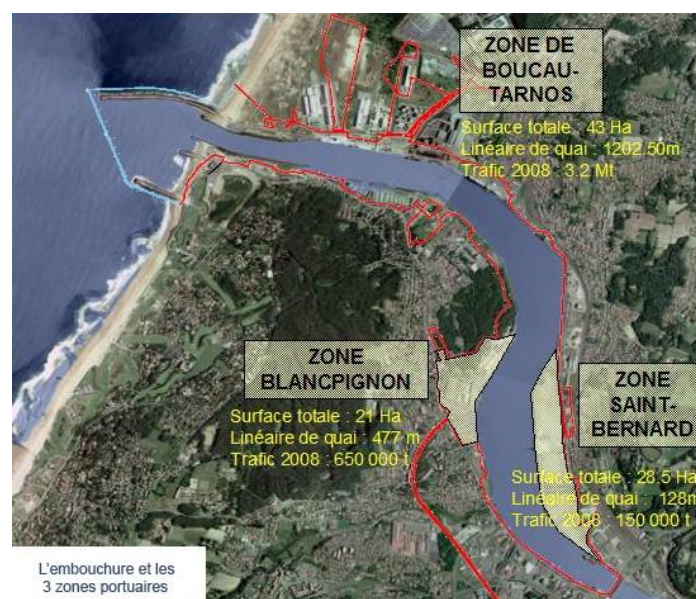 ZONE DE
BOUCAU-
TARNOS
Surface totale : 43 Ha
Linéaire de quai : 1202.50m
Trafic 2008 : 3.2 Mt
ZONE
BLANCPIGNON
Surface totale : 21 Ha
Linéaire de quai : 477 m
Trafic 2008 : 650 000 t
ZONE
SAINT-
BERNARD
Surface totale : 28.5 Ha
Linéaire de quai : 128m
Trafic 2008 : 150 000 t
L'embouchure et les
3 zones portuaires